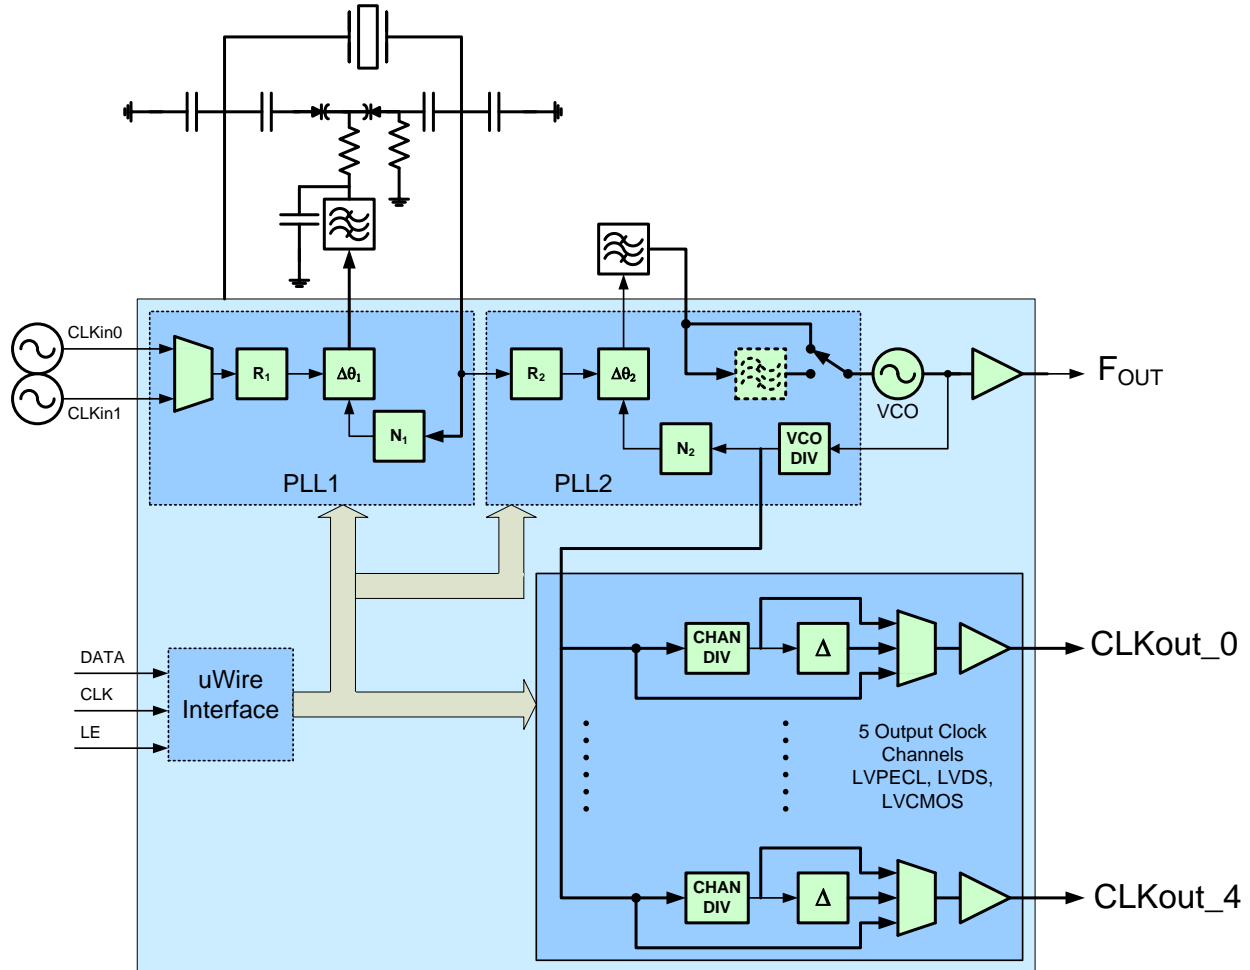 CLKin0
CLKin1
R1
Δθ1
N1
PLL1
R2
Δθ2
N2
VCO
DIV
PLL2
VCO
FOUT
DATA
CLK
LE
uWire
Interface
CHAN
DIV
Δ
CLKout_0
5 Output Clock
Channels
LVPECL, LVDS,
LVCMOS
CHAN
DIV
Δ
CLKout_4